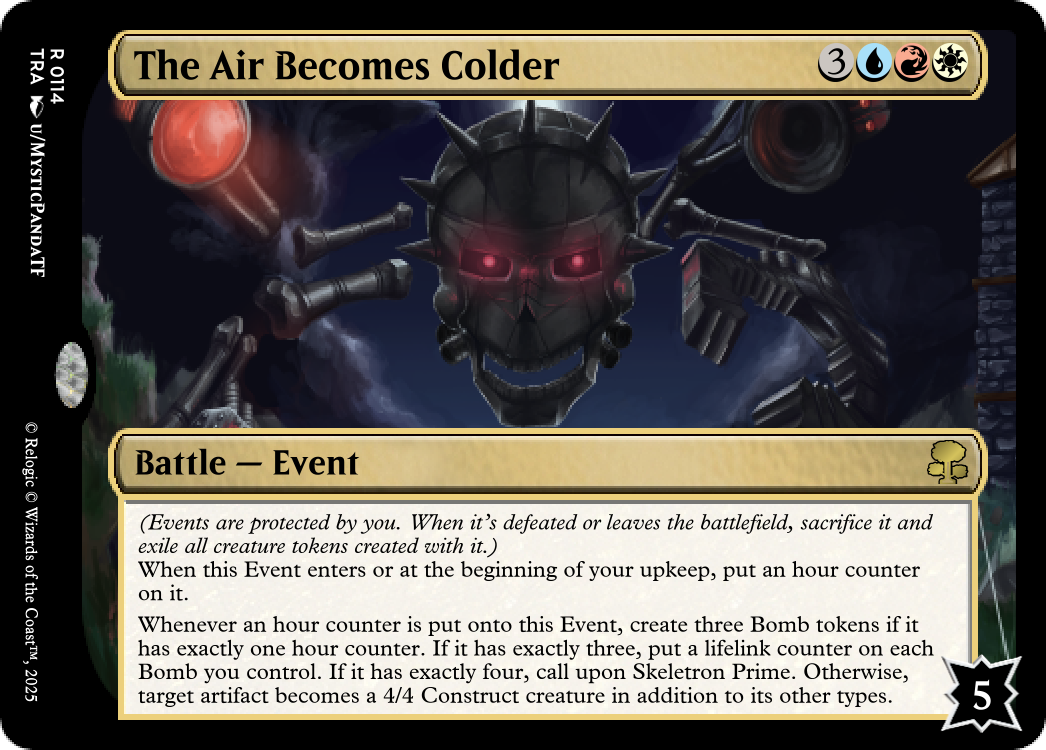 The Air Becomes Colder
3
Battle — Event
(Events are protected by you. When it's defeated or leaves the battlefield, sacrifice it and
exile all creature tokens created with it.)
When this Event enters or at the beginning of your upkeep, put an hour counter
on it.
Whenever an hour counter is put onto this Event, create three Bomb tokens if it
has exactly one hour counter. If it has exactly three, put a lifelink counter on each
Bomb you control. If it has exactly four, call upon Skeletron Prime. Otherwise,
target artifact becomes a 4/4 Construct creature in addition to its other types.
5
R 0114
TRA u/MysticPandaTF
© Relogic © Wizards of the Coast™, 2025